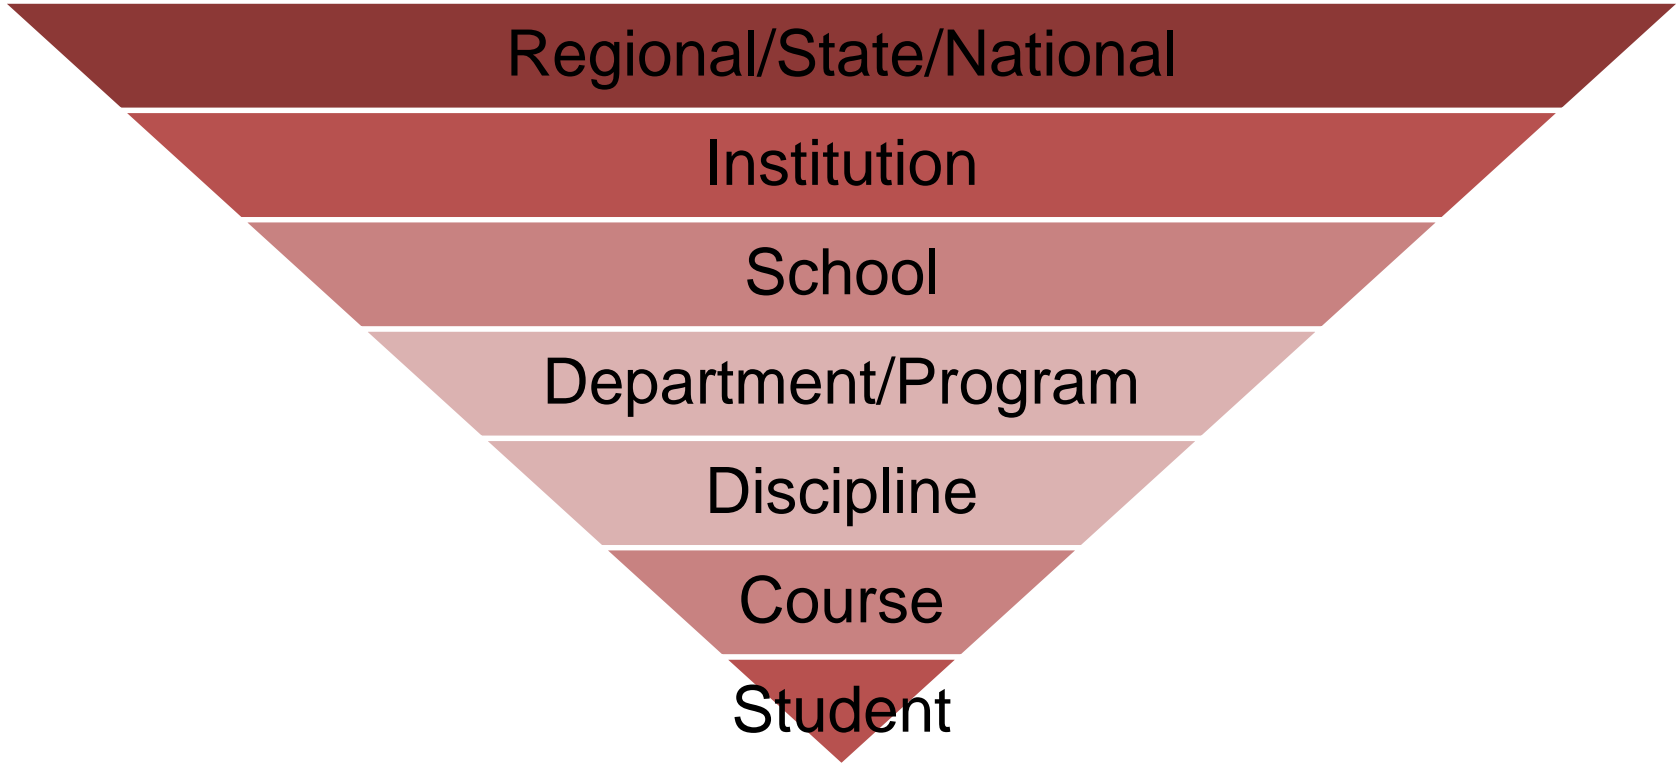 Regional/State/National
Institution
School
Department/Program
Discipline
Course
Student